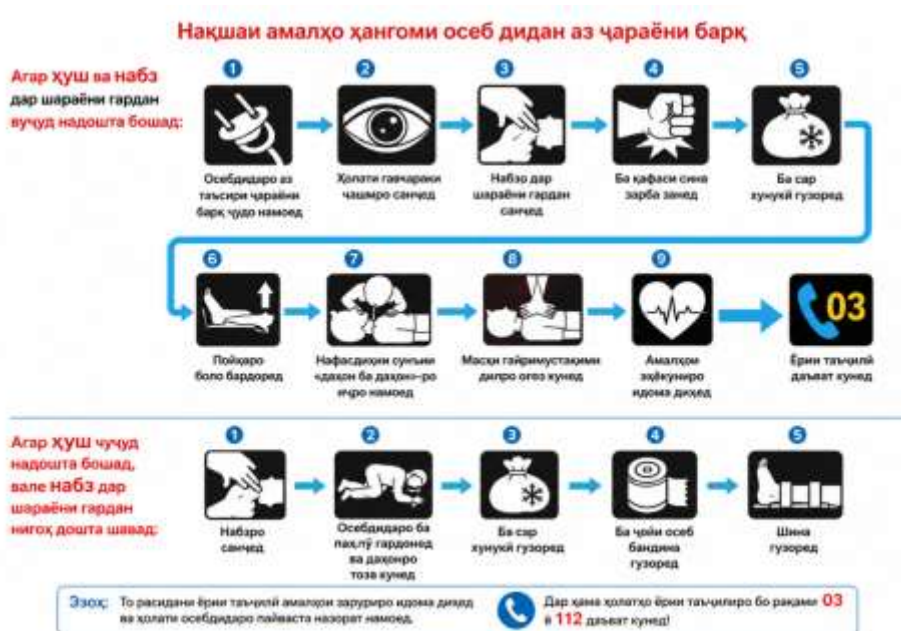 Нақшаи амалҳо ҳангоми осеб дидан аз ҷараёни барқ
Агар ҳуш ва набз
дар шараёни гардан
вуҷуд надошта бошад:
1
2
3
4
5
Осебдидаро аз
таъсири ҷараёни
барқ ҷудо намоед
Ҳолати гавҳараки
чашмро санҷед
Набзо дар
шараёни гардан
санҷед
Ба қафаси сина
зарба занед
Ба сар
хунукӣ гузоред
6
7
8
9
03
Пойҳаро
боло бардоред
Нафасдиҳии сунъии
«даҳон ба даҳон»-ро
иҷро намоед
Масҳи ғайримустақими
дилро оғоз кунед
Амалҳои
эҳёкуниро
идома диҳед
Ёрии таъҷилӣ
даъват кунед
Агар ҳуш чуҷуд
надошта бошад,
вале набз дар
шараёни гардан
нигоҳ дошта шавад:
1
2
3
4
5
Набзро
санҷед
Осебдидаро ба
паҳлӯ гардонед
ва даҳонро
тоза кунед
Ба сар
хунукӣ гузоред
Ба ҷойи осеб
бандина
гузоред
Шина
гузоред
Эзоҳ: То расидани ёрии таъҷилӣ амалҳои заруриро идома диҳед
ва ҳолати осебдидаро пайваста назорат намоед.
Дар ҳама ҳолатҳо ёрии таъҷилиро бо рақами 03
ё 112 даъват кунед!